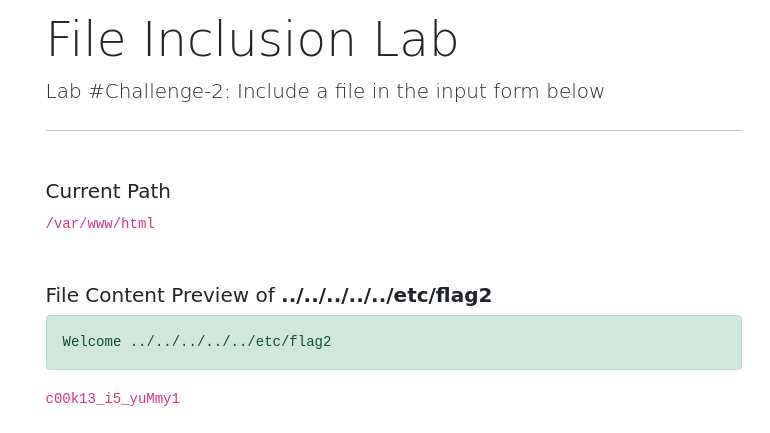 File Inclusion Lab
Lab #Challenge-2: Include a file in the input form below
Current Path
/var/www/html
File Content Preview of ../../../../../etc/flag2
Welcome ../../../../../etc/flag2
c00k13_i5_yuMmy1